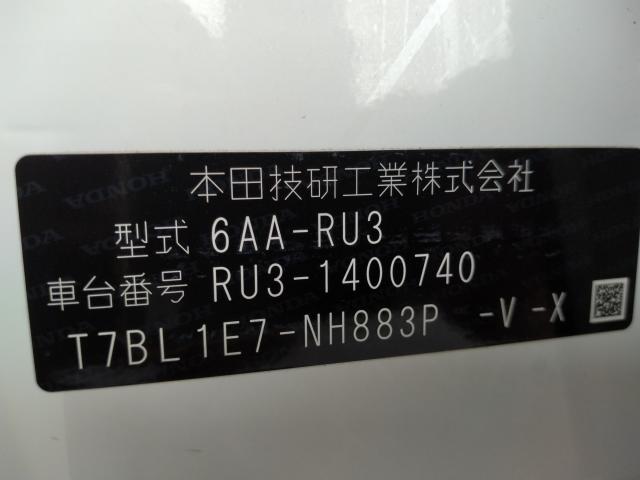 本田技研工業株式会社
型式 6AA-RU3
車台番号 RU3-1400740
T7BL1E7-NH883P -V -X